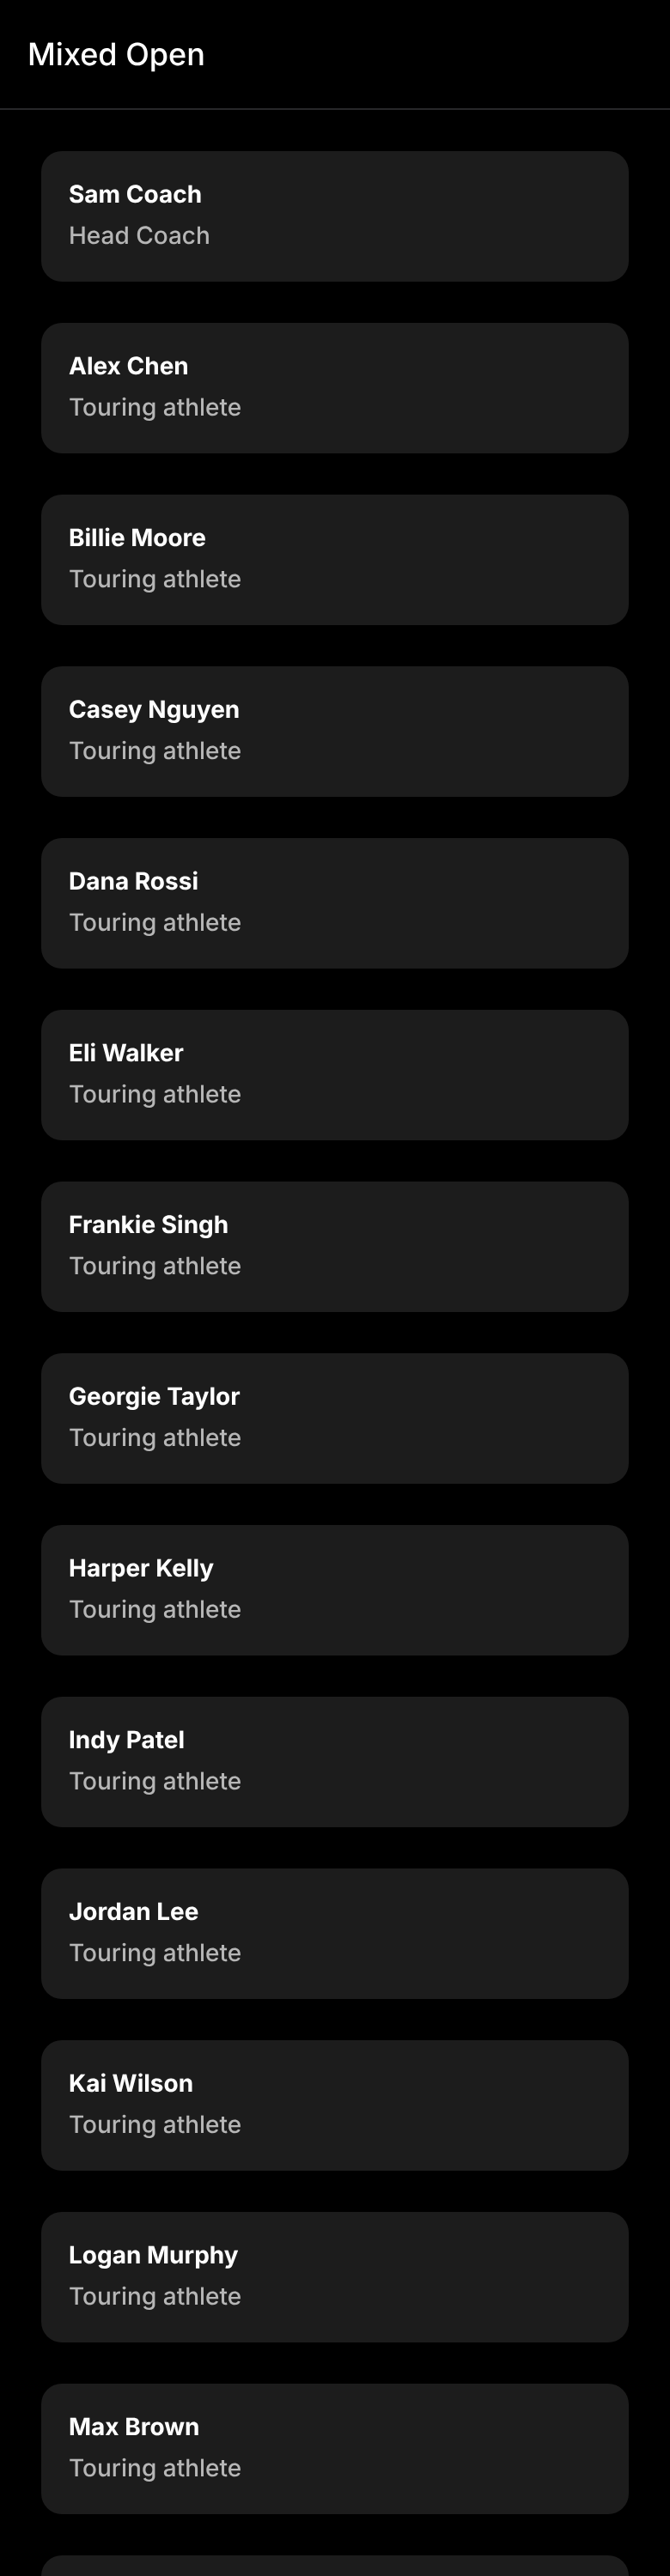 Mixed Open
Sam Coach
Head Coach
Alex Chen
Touring athlete
Billie Moore
Touring athlete
Casey Nguyen
Touring athlete
Dana Rossi
Touring athlete
Eli Walker
Touring athlete
Frankie Singh
Touring athlete
Georgie Taylor
Touring athlete
Harper Kelly
Touring athlete
Indy Patel
Touring athlete
Jordan Lee
Touring athlete
Kai Wilson
Touring athlete
Logan Murphy
Touring athlete
Max Brown
Touring athlete